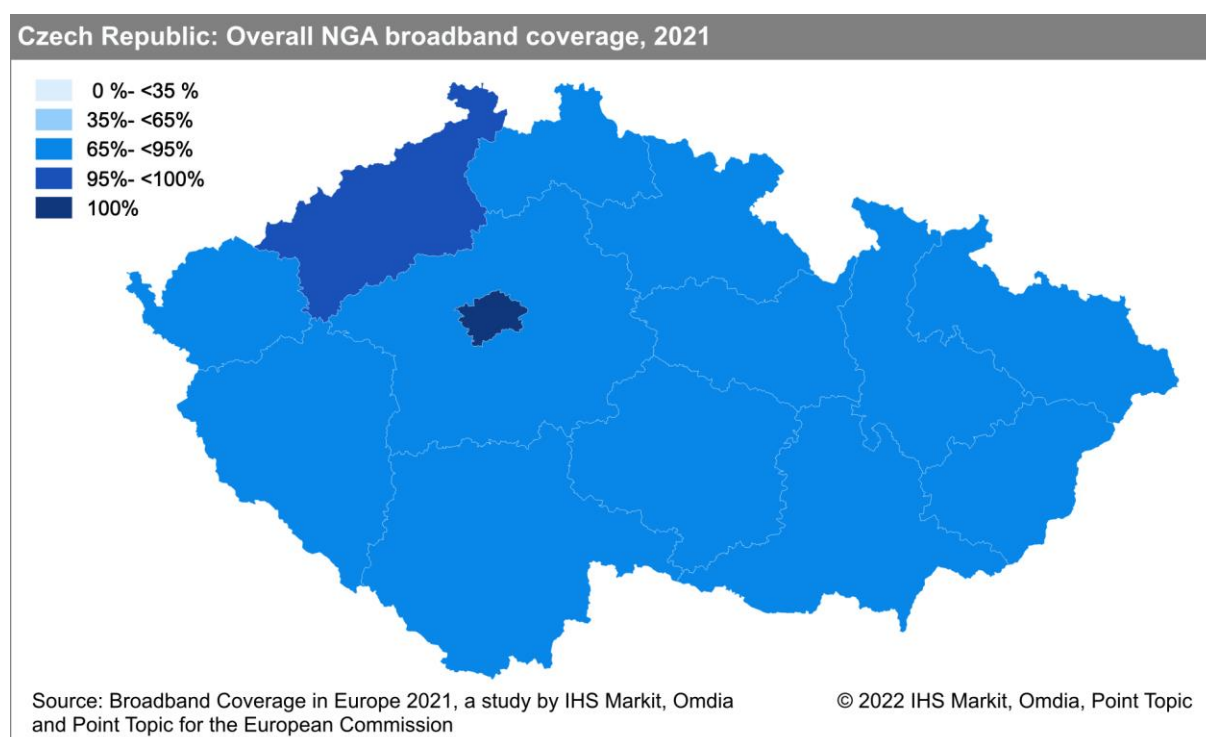 Czech Republic: Overall NGA broadband coverage, 2021
0 %- <35 %
35%- <65%
65%- <95%
95%- <100%
100%
Source: Broadband Coverage in Europe 2021, a study by IHS Markit, Omdia
and Point Topic for the European Commission
© 2022 IHS Markit, Omdia, Point Topic